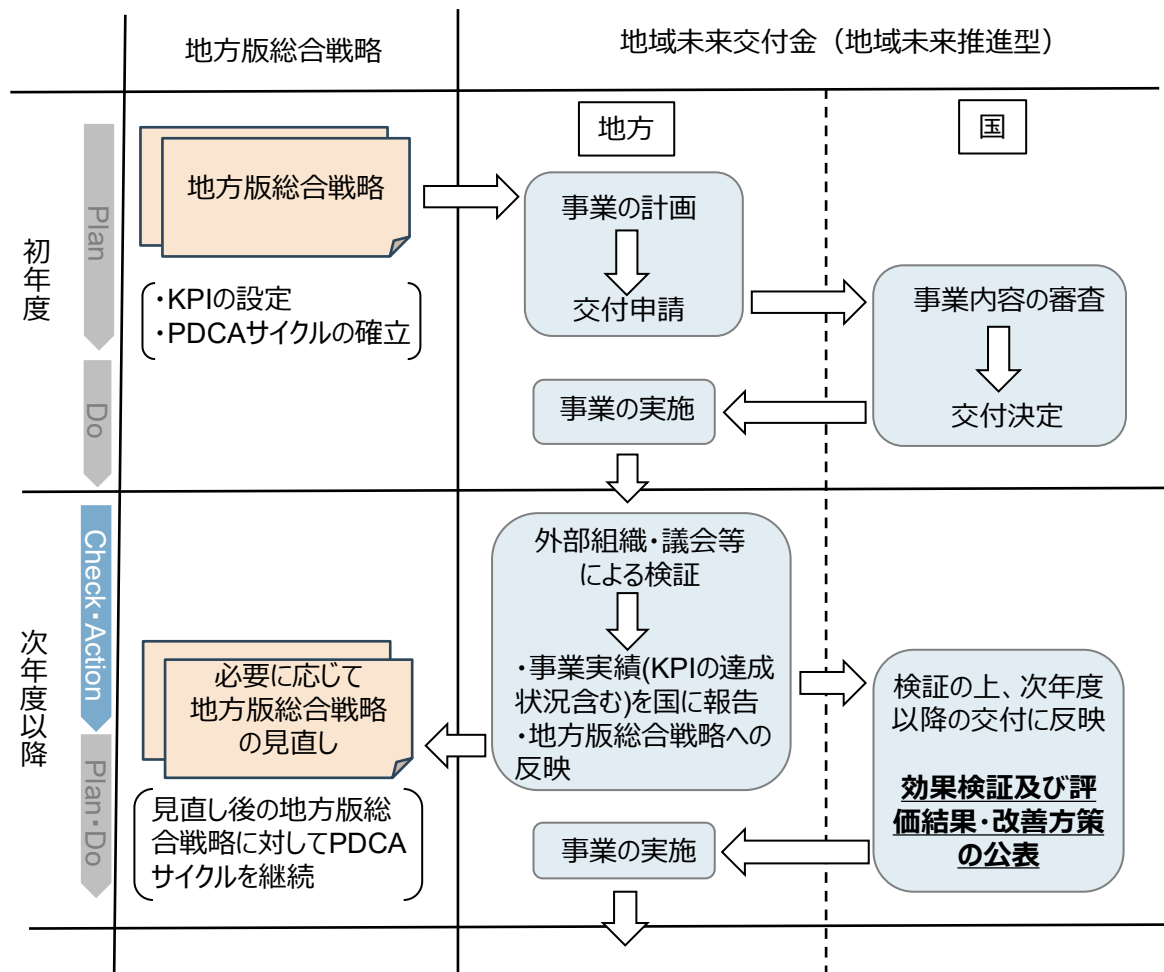 地方版総合戦略
地域未来交付金（地域未来推進型）
地方
国
初年度
Plan
Do
地方版総合戦略
・KPIの設定
・PDCAサイクルの確立
事業の計画
交付申請
事業内容の審査
交付決定
事業の実施
次年度以降
Check・Action
Plan・Do
外部組織・議会等
による検証
・事業実績(KPIの達成
状況含む)を国に報告
・地方版総合戦略への
反映
必要に応じて
地方版総合戦略
の見直し
見直し後の地方版総
合戦略に対してPDCA
サイクルを継続
検証の上、次年度
以降の交付に反映
効果検証及び評
価結果・改善方策
の公表
事業の実施